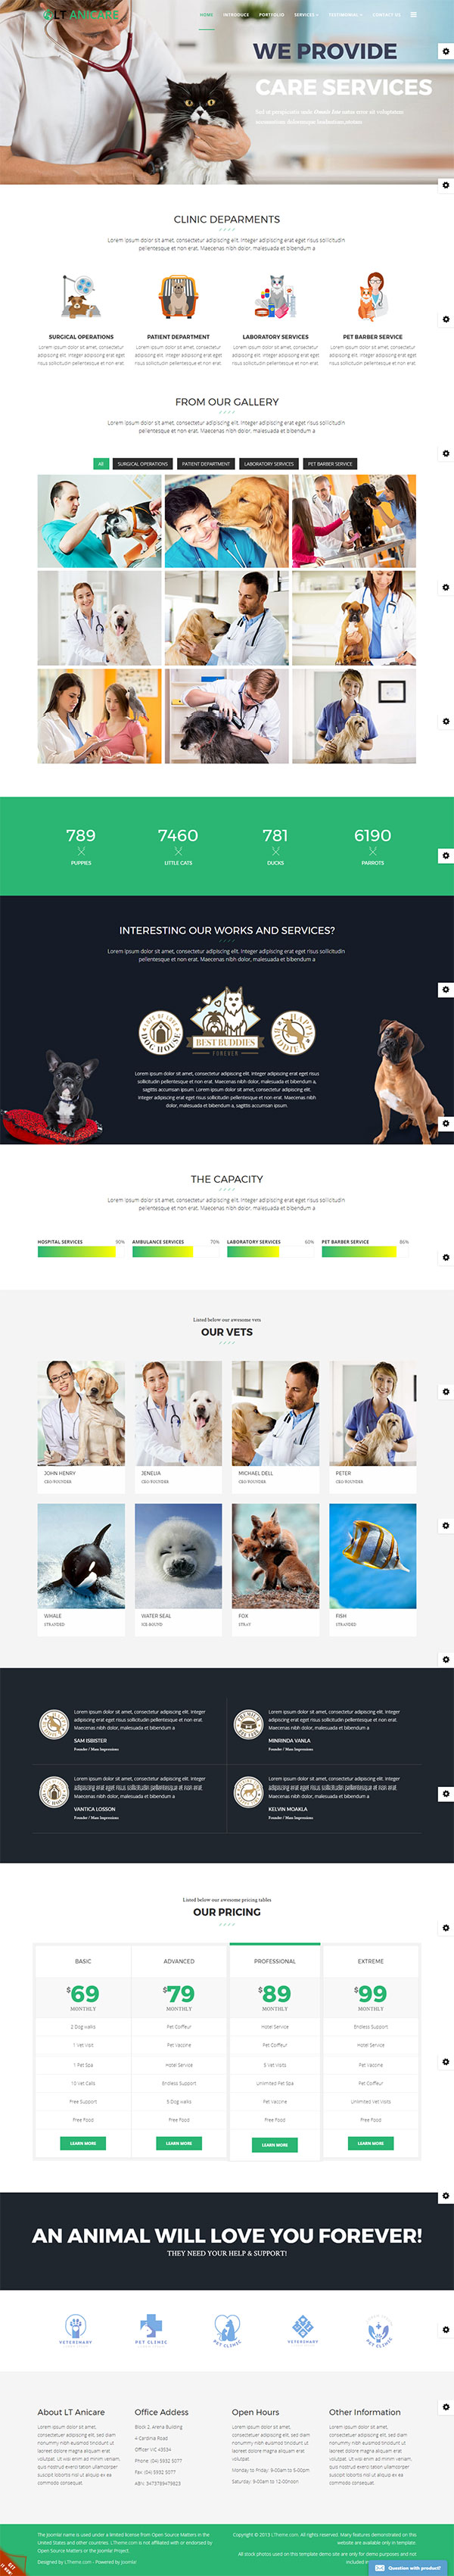 LT ANICARE
HOME INTRODUCE PORTFOLIO SERVICES TESTIMONIAL CONTACT US
WE PROVIDE
CARE SERVICES
CLINIC DEPARMENTS
Lorem ipsum dolor sit amet, consectetur adipiscing elit. Integer adipiscing erat eget risus sollicitudin
pellentesque et non erat. Maecenas nibh dolor, malesuada et bibendum a
SURGICAL OPERATIONS
Lorem ipsum dolor sit amet, consectetur
adipiscing elit. Integer adipiscing erat eget
risus sollicitudin pellentesque et non erat.
PATIENT DEPARTMENT
Lorem ipsum dolor sit amet, consectetur
adipiscing elit. Integer adipiscing erat eget
risus sollicitudin pellentesque et non erat.
LABORATORY SERVICES
Lorem ipsum dolor sit amet, consectetur
adipiscing elit. Integer adipiscing erat eget
risus sollicitudin pellentesque et non erat.
PET BARBER SERVICE
Lorem ipsum dolor sit amet, consectetur
adipiscing elit. Integer adipiscing erat eget
risus sollicitudin pellentesque et non erat.
FROM OUR GALLERY
Lorem ipsum dolor sit amet, consectetur adipiscing elit. Integer adipiscing erat eget risus sollicitudin
pellentesque et non erat. Maecenas nibh dolor, malesuada et bibendum a
All SURGICAL OPERATIONS PATIENT DEPARTMENT LABORATORY SERVICES PET BARBER SERVICE
789 7460 781 6190
PUPPIES LITTLE CATS DUCKS PARROTS
INTERESTING OUR WORKS AND SERVICES?
Lorem ipsum dolor sit amet, consectetur adipiscing elit. Integer adipiscing erat eget risus sollicitudin
pellentesque et non erat. Maecenas nibh dolor, malesuada et bibendum a
DOG HOUSE
BEST BUDDIES
FOREVER
Lorem ipsum dolor sit amet, consectetur adipiscing elit. Integer adipiscing erat eget risus
sollicitudin pellentesque et non erat. Maecenas nibh dolor, malesuada et bibendum a,
sagittis accumsan ipsum. Lorem ipsum dolor sit amet, consectetur adipiscing elit.
Integer adipiscing erat eget risus sollicitudin pellentesque et non erat. Maecenas nibh
dolor, malesuada et bibendum a, sagittis accumsan ipsum.
THE CAPACITY
Lorem ipsum dolor sit amet, consectetur adipiscing elit. Integer adipiscing erat eget risus sollicitudin
pellentesque et non erat. Maecenas nibh dolor, malesuada et bibendum a
HOSPITAL SERVICES 90% AMBULANCE SERVICES 70% LABORATORY SERVICES 60% PET BARBER SERVICE 86%
Listed below our awesome vets
OUR VETS
JOHN HENRY
CEO FOUNDER
JENELIA
CEO FOUNDER
MICHAEL DELL
CEO FOUNDER
PETER
CEO FOUNDER
WHALE
STRANDED
WATER SEAL
ICE-BOUND
FOX
STRAY
FISH
STRANDED
Lorem ipsum dolor sit amet, consectetur adipiscing elit. Integer
adipiscing erat eget risus sollicitudin pellentesque et non erat.
Maecenas nibh dolor, malesuada et bibendum a
SAM ISBISTER
Founder / Mass Impressions
Lorem ipsum dolor sit amet, consectetur adipiscing elit. Integer
adipiscing erat eget risus sollicitudin pellentesque et non erat.
Maecenas nibh dolor, malesuada et bibendum a
MINRINDA VANLA
Founder / Mass Impressions
Lorem ipsum dolor sit amet, consectetur adipiscing elit. Integer
adipiscing erat eget risus sollicitudin pellentesque et non erat.
Maecenas nibh dolor, malesuada et bibendum a
VANTICA LOSSON
Founder / Mass Impressions
Lorem ipsum dolor sit amet, consectetur adipiscing elit. Integer
adipiscing erat eget risus sollicitudin pellentesque et non erat.
Maecenas nibh dolor, malesuada et bibendum a
KELVIN MOAKLA
Founder / Mass Impressions
Listed below our awesome pricing tables
OUR PRICING
BASIC ADVANCED PROFESSIONAL EXTREME
$69 $79 $89 $99
MONTHLY MONTHLY MONTHLY MONTHLY
2 Dog walks Pet Coiffeur Hotel Service Endless Support
1 Vet Visit Pet Vaccine Pet Coiffeur Hotel Service
1 Pet Spa Hotel Service 5 Vet Visits Pet Vaccine
10 Vet Calls Endless Support Unlimited Pet Spa Pet Coiffeur
Free Support 5 Dog walks Pet Vaccine Unlimited Vet Visits
Free Food Free Food Free Food Free Food
LEARN MORE LEARN MORE LEARN MORE LEARN MORE
AN ANIMAL WILL LOVE YOU FOREVER!
THEY NEED YOUR HELP & SUPPORT!
VETERINARY PET CLINIC PET CLINIC VETERINARY PET CLINIC
About LT Anicare
Lorem ipsum dolor sit amet,
consectetuer adipiscing elit, sed diam
nonummy nibh euismod tincidunt ut
laoreet dolore magna aliquam erat
volutpat. Ut wisi enim ad minim veniam,
quis nostrud exerci tation ullamcorper
suscipit lobortis nisl ut aliquip ex ea
commodo consequat.
Office Addess
Block 2, Arena Building
4 Cardinia Road
Officer VIC 43534
Phone: (04) 5932 5077
Fax: (04) 5932 5077
ABN: 3473789475823
Open Hours
Lorem ipsum dolor sit amet,
consectetuer adipiscing elit, sed diam
nonummy nibh euismod tincidunt ut
laoreet dolore magna aliquam erat
volutpat.
Monday to Friday: 9-00am to 5-00pm
Saturday: 9-00am to 12-00noon
Other Information
Lorem ipsum dolor sit amet,
consectetuer adipiscing elit, sed diam
nonummy nibh euismod tincidunt ut
laoreet dolore magna aliquam erat
volutpat. Ut wisi enim ad minim veniam,
quis nostrud exerci tation ullamcorper
suscipit lobortis nisl ut aliquip ex ea
commodo consequat.
The Joomla! name is used under a limited license from Open Source Matters in the
United States and other countries. LTheme.com is not affiliated with or endorsed by
Open Source Matters or the Joomla! Project.
Designed by LTheme.com - Powered by Joomla!
Copyright © 2013 LTheme.com. All rights reserved. Many features demonstrated on this
website are available only in template.
All stock photos used on this template demo site are only for demo purposes and not
included in
Question with product?